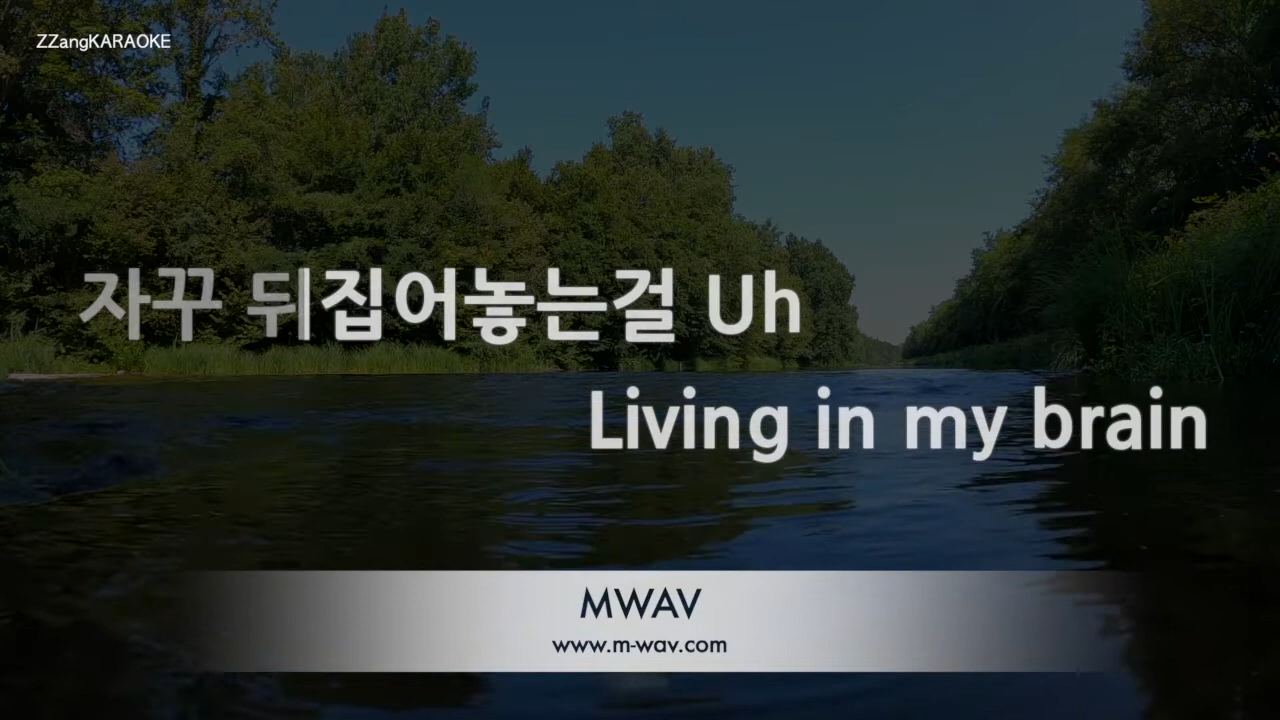 ZZangKARAOKE
자꾸 뒤집어놓는걸 Uh
Living in my brain
MWAV
www.m-wav.com